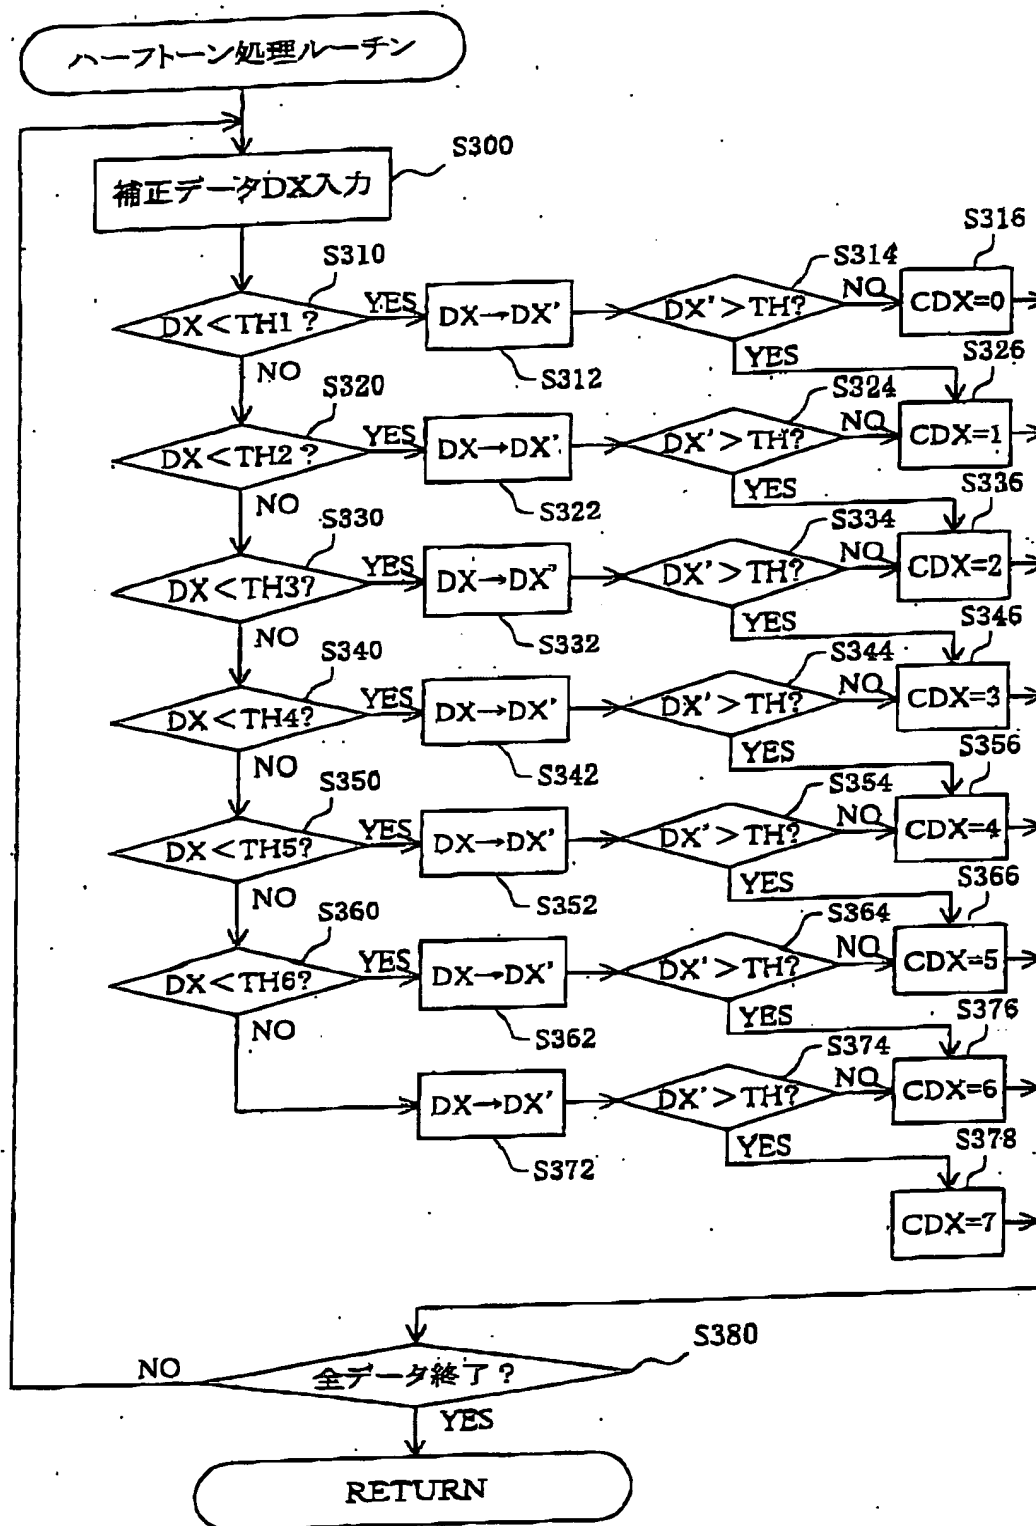 ハーフトーン処理ルーチン
S300
補正データDX入力
S310
DX<TH1?
YES
DX→DX'
S312
S314
DX'>TH?
NO
S316
CDX=0
NO
YES
S320
DX<TH2?
YES
DX→DX'
S322
S324
DX'>TH?
NO
S326
CDX=1
NO
YES
S330
DX<TH3?
YES
DX→DX'
S332
S334
DX'>TH?
NO
S336
CDX=2
NO
YES
S340
DX<TH4?
YES
DX→DX'
S342
S344
DX'>TH?
NO
S346
CDX=3
NO
YES
S350
DX<TH5?
YES
DX→DX'
S352
S354
DX'>TH?
NO
S356
CDX=4
NO
YES
S360
DX<TH6?
YES
DX→DX'
S362
S364
DX'>TH?
NO
S366
CDX=5
NO
YES
DX→DX'
S372
S374
DX'>TH?
NO
S376
CDX=6
YES
S378
CDX=7
S380
全データ終了?
NO
YES
RETURN